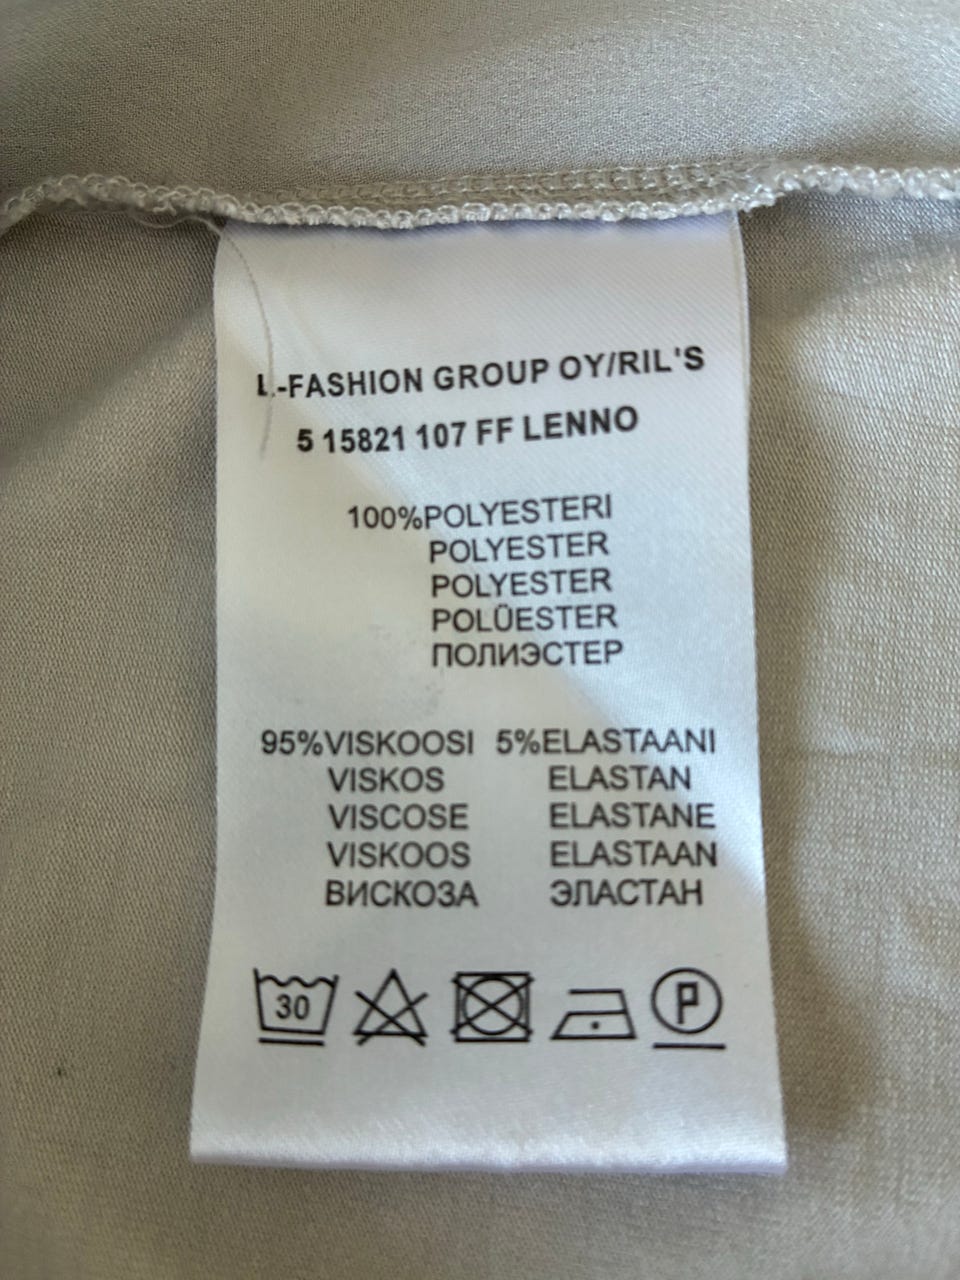 L-FASHION GROUP OY/RIL'S
5 15821 107 FF LENNO
100%POLYESTERI
POLYESTER
POLYESTER
POLÜESTER
ПОЛИЭСТЕР
95%VISKOOSI 5%ELASTAANI
VISKOS ELASTAN
VISCOSE ELASTANE
VISKOOS ELASTAAN
ВИСКОЗА ЭЛАСТАН
30 P